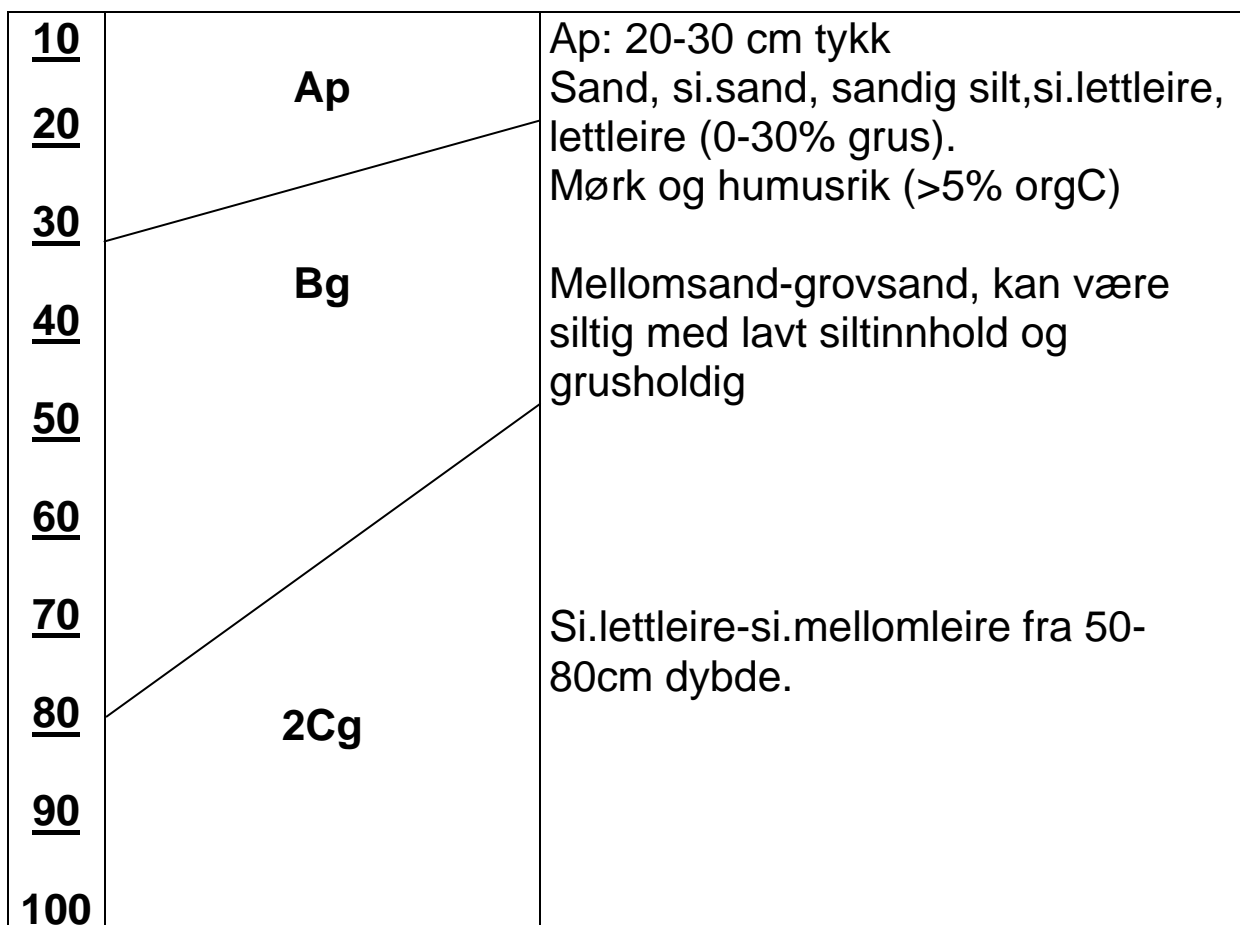 10
Ap
20
30
Bg
40
50
60
70
80
2Cg
90
100
Ap: 20-30 cm tykk
Sand, si.sand, sandig silt,si.lettleire,
lettleire (0-30% grus).
Mørk og humusrik (>5% orgC)
Mellomsand-grovsand, kan være
siltig med lavt siltinnhold og
grusholdig
Si.lettleire-si.mellomleire fra 50-
80cm dybde.